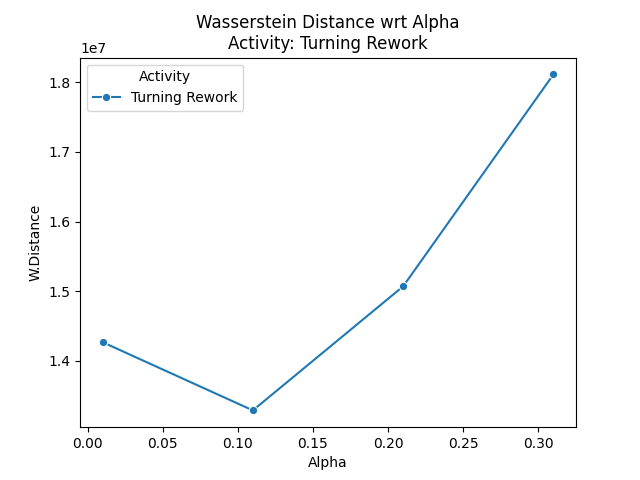 Wasserstein Distance wrt Alpha
Activity: Turning Rework
1e7
Activity
Turning Rework
1.8
1.7
1.6
1.5
1.4
W.Distance
0.00 0.05 0.10 0.15 0.20 0.25 0.30
Alpha